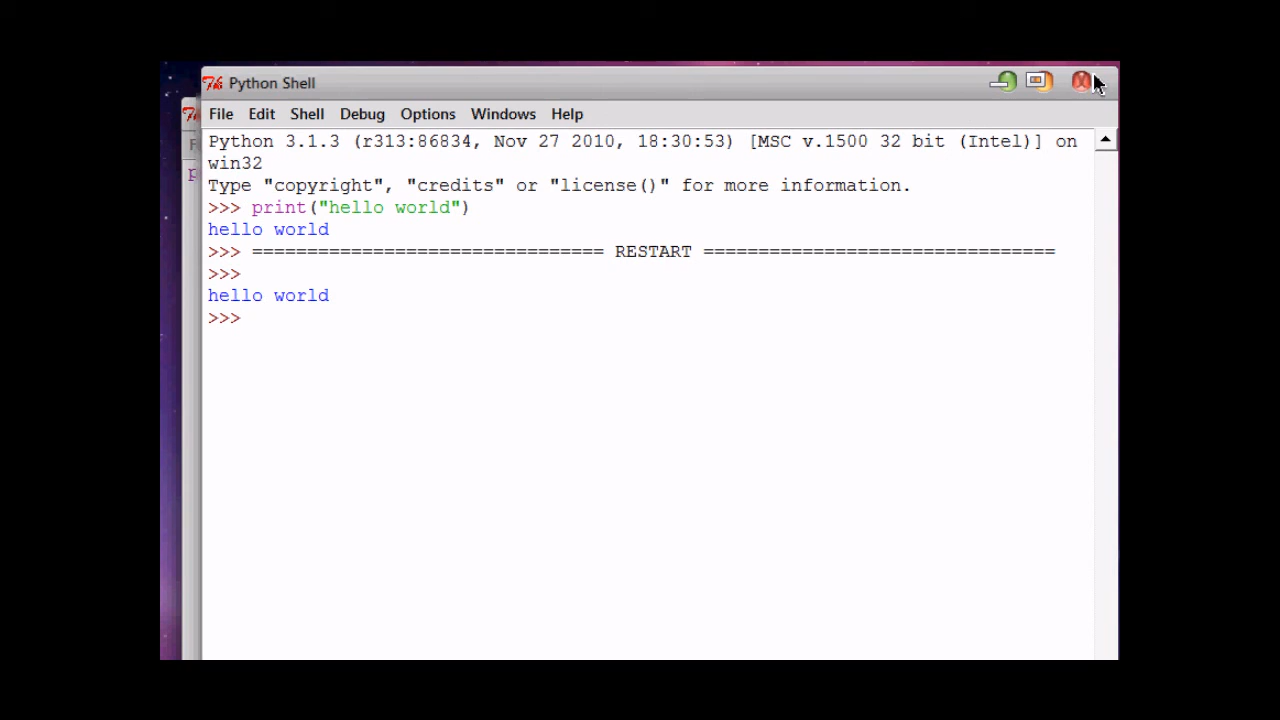 Python Shell
File Edit Shell Debug Options Windows Help
Python 3.1.3 (r313:86834, Nov 27 2010, 18:30:53) [MSC v.1500 32 bit (Intel)] on
win32
Type "copyright", "credits" or "license()" for more information.
>>> print("hello world")
hello world
>>> ================================ RESTART ================================
>>>
hello world
>>>